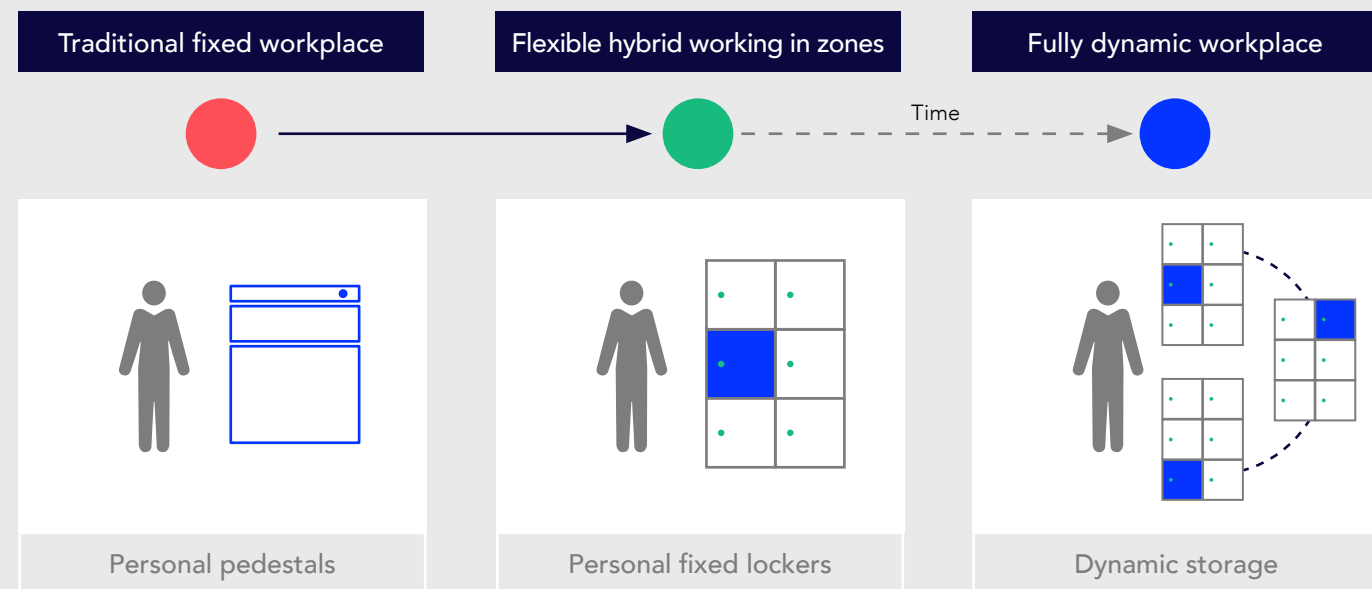 Traditional fixed workplace
Flexible hybrid working in zones
Fully dynamic workplace
Time
Personal pedestals
Personal fixed lockers
Dynamic storage